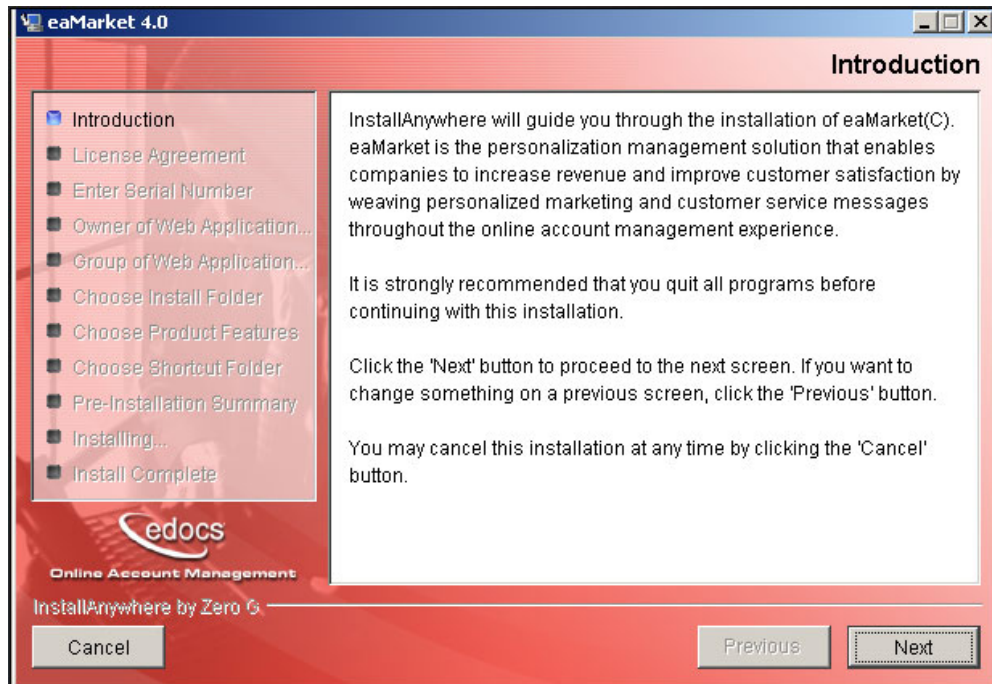 eaMarket 4.0
Introduction
Introduction
License Agreement
Enter Serial Number
Owner of Web Application...
Group of Web Application...
Choose Install Folder
Choose Product Features
Choose Shortcut Folder
Pre-Installation Summary
Installing...
Install Complete
InstallAnywhere will guide you through the installation of eaMarket(C).
eaMarket is the personalization management solution that enables
companies to increase revenue and improve customer satisfaction by
weaving personalized marketing and customer service messages
throughout the online account management experience.
It is strongly recommended that you quit all programs before
continuing with this installation.
Click the 'Next' button to proceed to the next screen. If you want to
change something on a previous screen, click the 'Previous' button.
You may cancel this installation at any time by clicking the 'Cancel'
button.
edocs
Online Account Management
InstallAnywhere by Zero G.
Cancel
Previous
Next